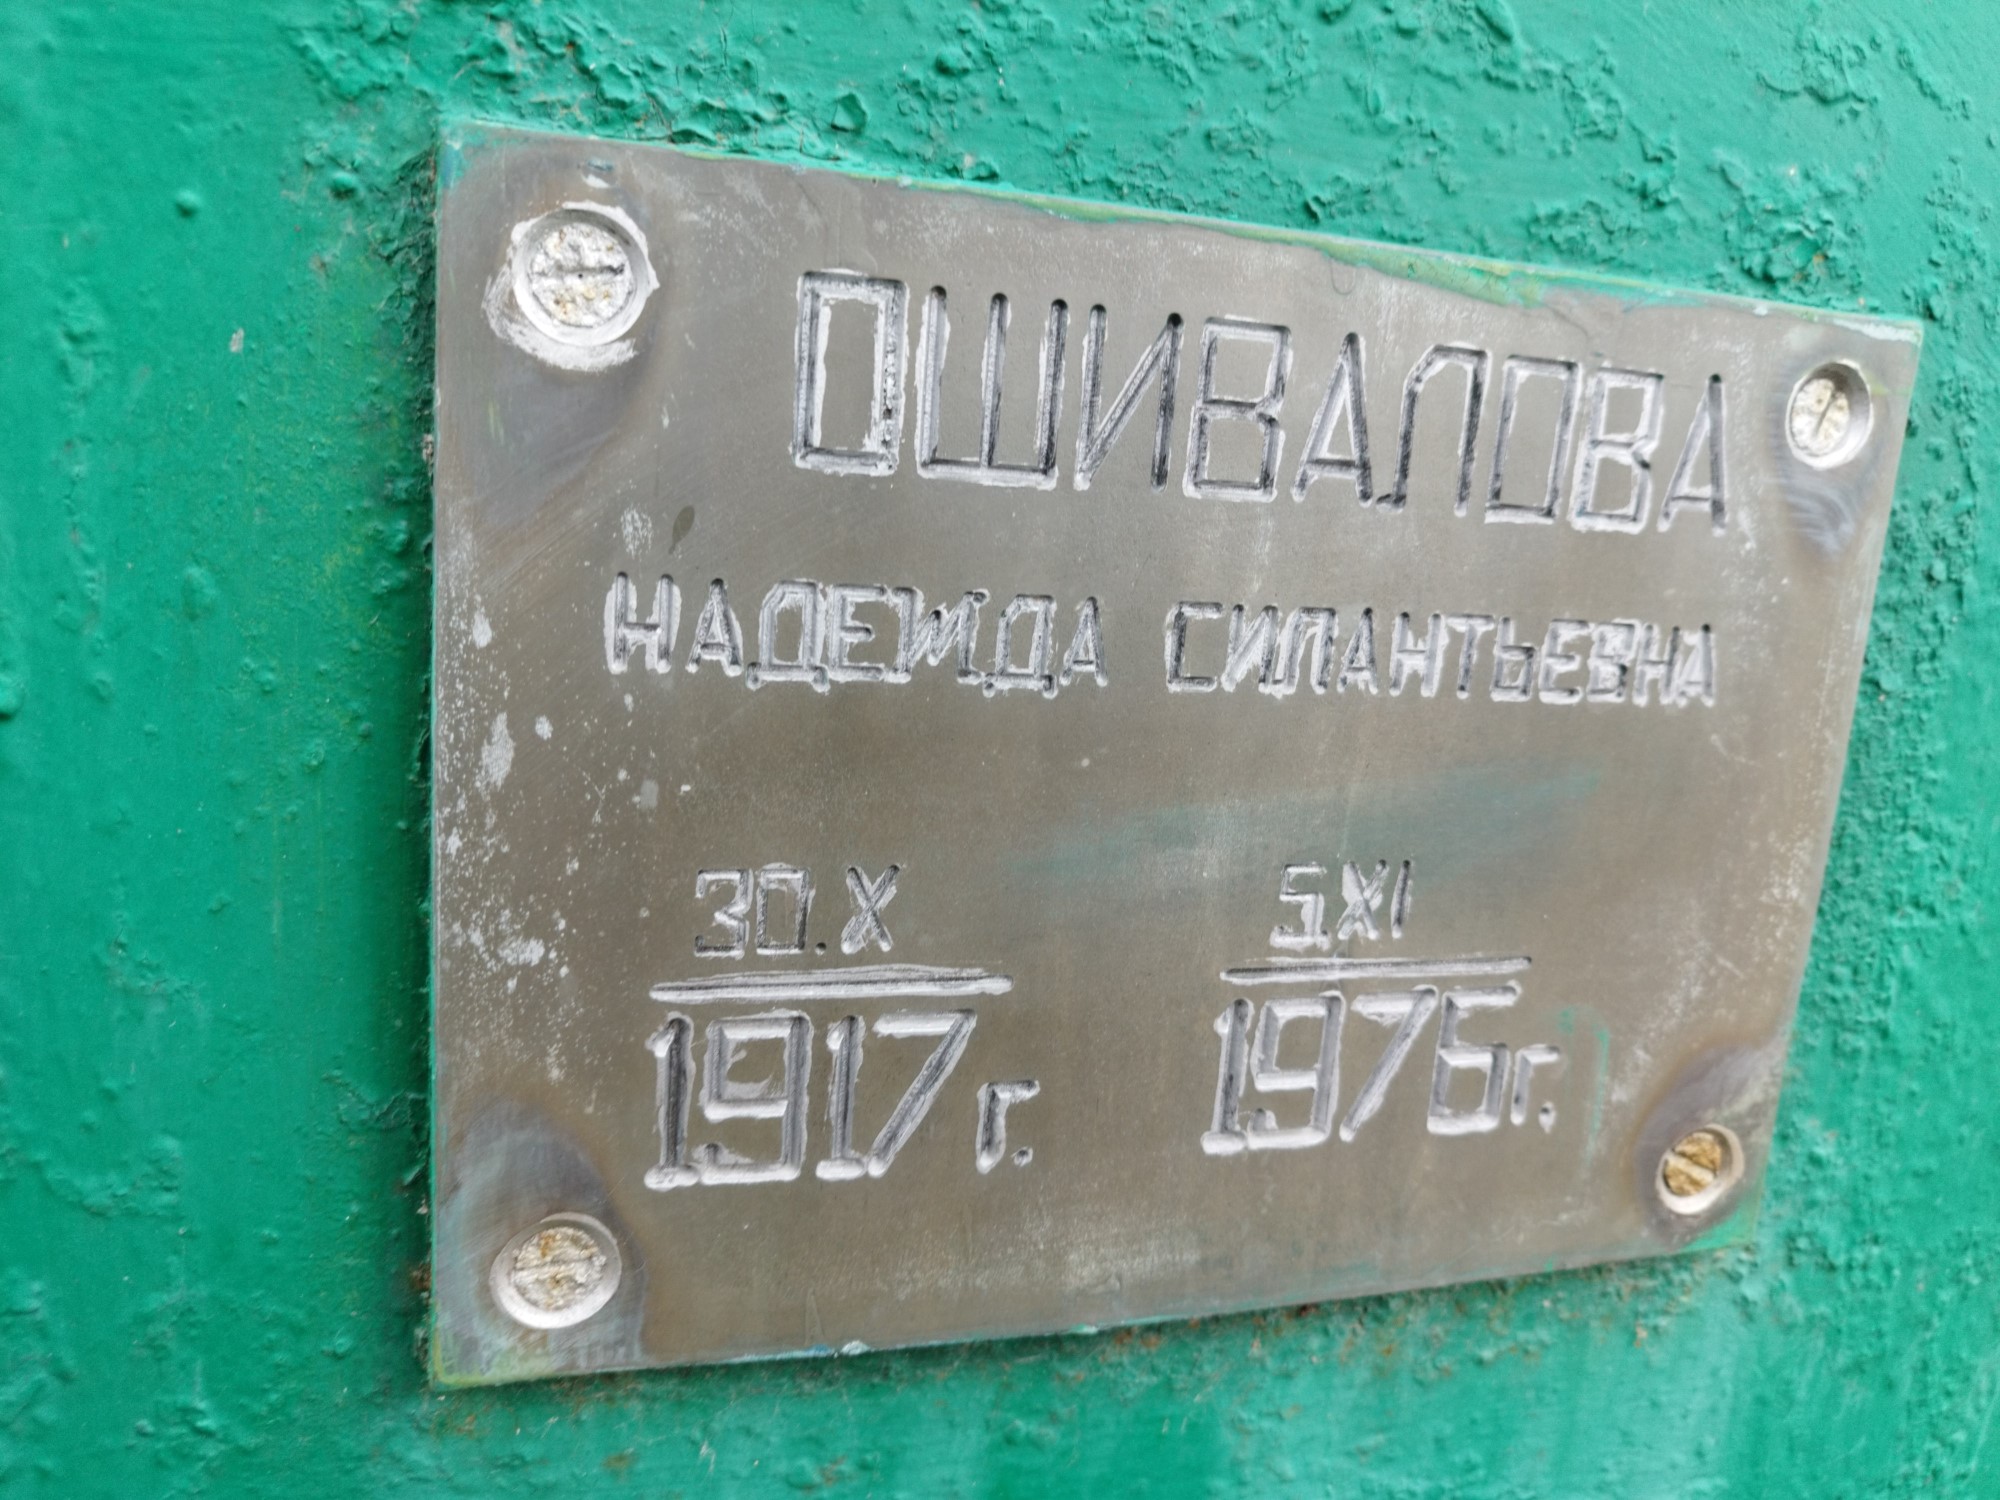 ОШИВАЛОВА
НАДЕЖДА СИЛАНТЬЕВНА
30.X 5.XI
1917г. 1976г.